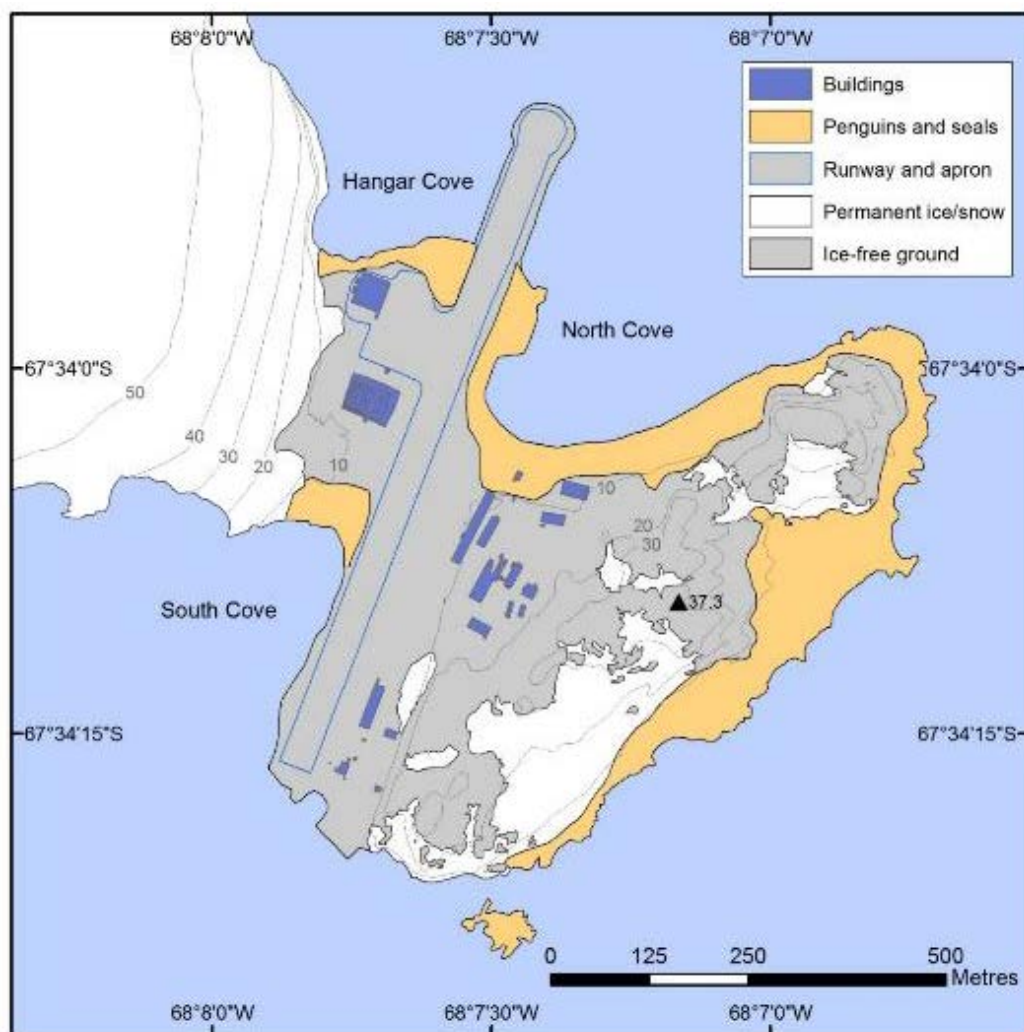 68°8'0"W
68°7'30"W
68°7'0"W
Buildings
Penguins and seals
Runway and apron
Permanent ice/snow
Ice-free ground
Hangar Cove
North Cove
67°34'0"S
67°34'0"S
50
40
30
20
10
10
20
30
37.3
South Cove
67°34'15"S
67°34'15"S
0
125
250
500
Metres
68°8'0"W
68°7'30"W
68°7'0"W